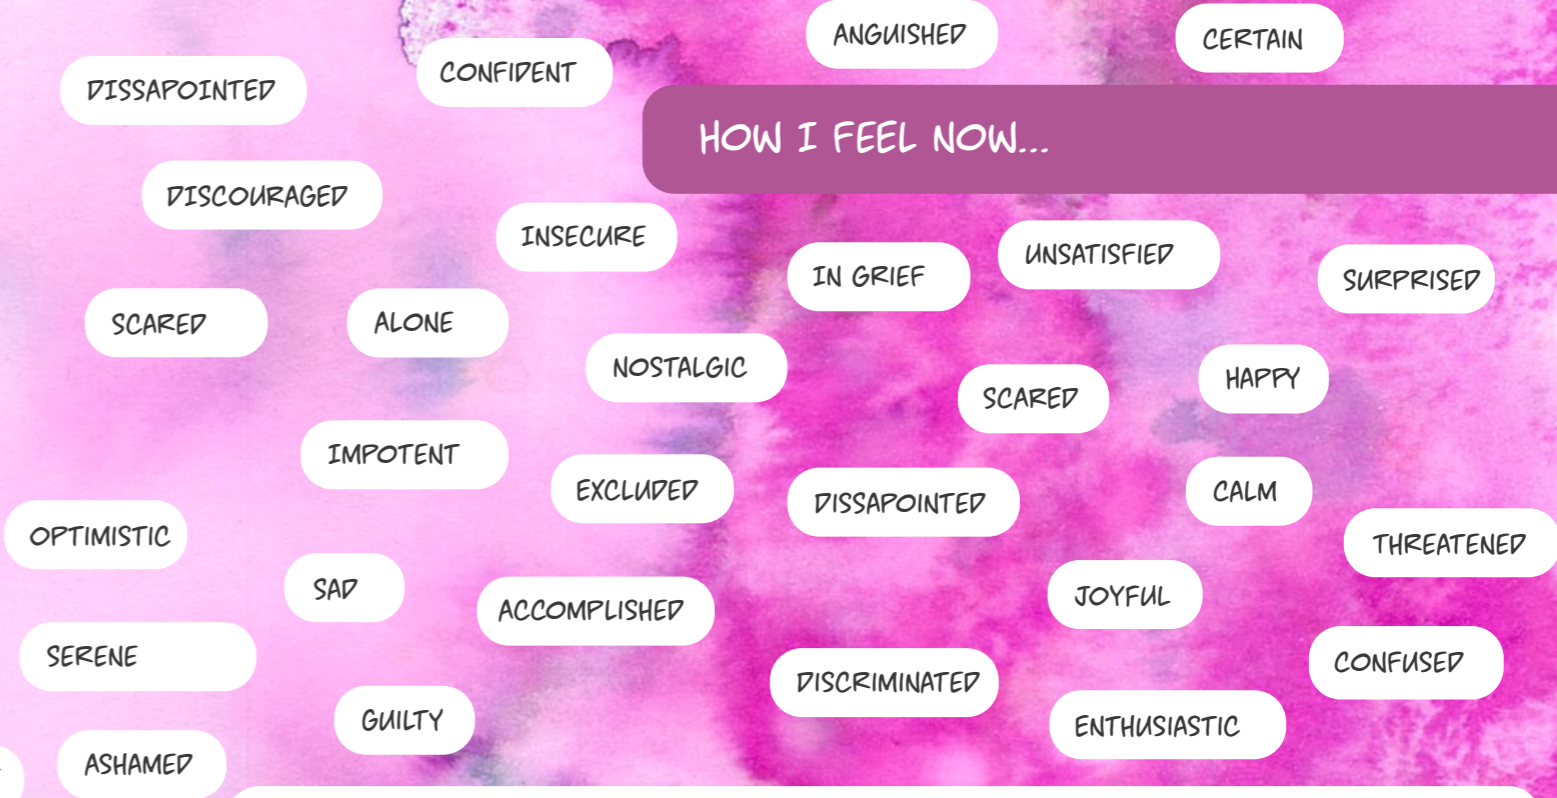 ANGUISHED
CERTAIN
CONFIDENT
DISSAPOINTED
HOW I FEEL NOW...
DISCOURAGED
INSECURE
UNSATISFIED
IN GRIEF
SURPRISED
SCARED
ALONE
NOSTALGIC
HAPPY
SCARED
IMPOTENT
EXCLUDED
CALM
DISSAPOINTED
OPTIMISTIC
THREATENED
SAD
JOYFUL
ACCOMPLISHED
SERENE
CONFUSED
DISCRIMINATED
GUILTY
ENTHUSIASTIC
ASHAMED